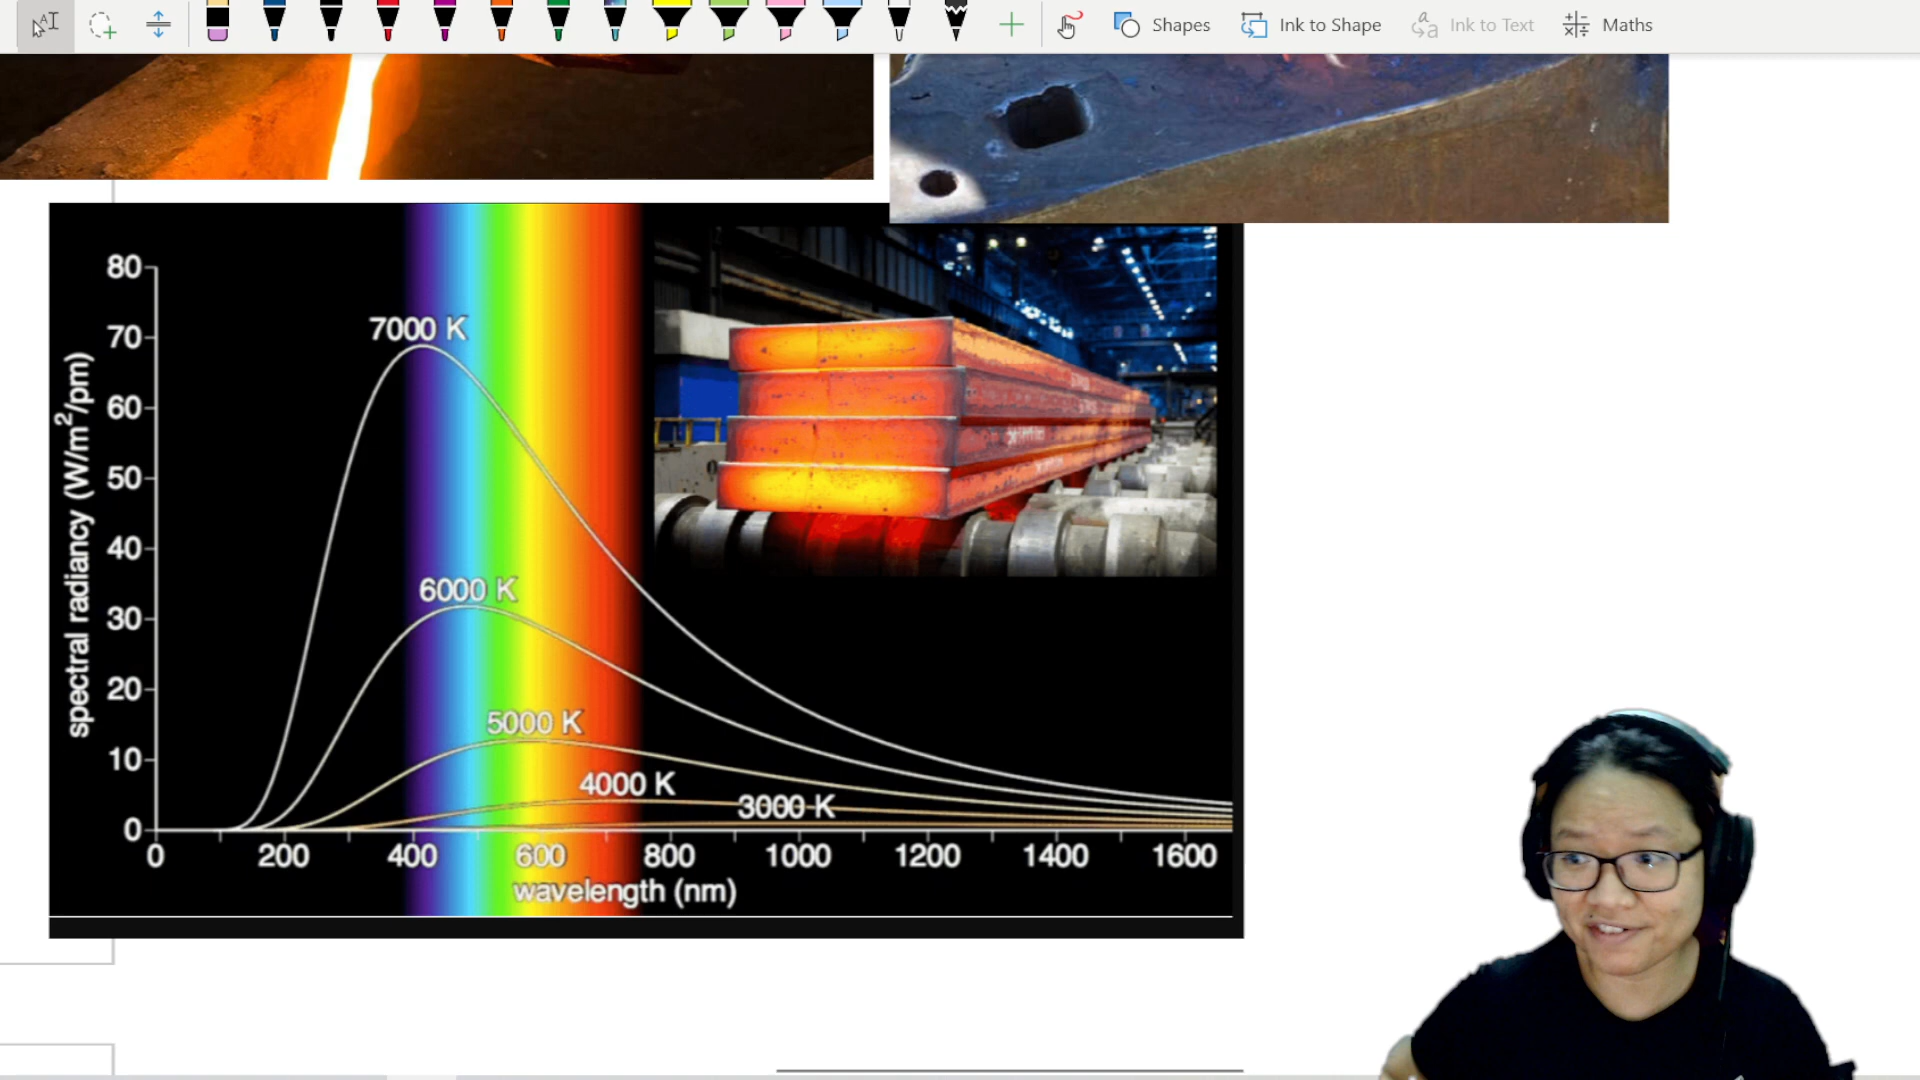 Shapes Ink to Shape Ink to Text Maths
80
70
60
50
40
30
20
10
0
spectral radiancy (W/m²/pm)
7000 K
6000 K
5000 K
4000 K
3000 K
0 200 400 600 800 1000 1200 1400 1600
wavelength (nm)